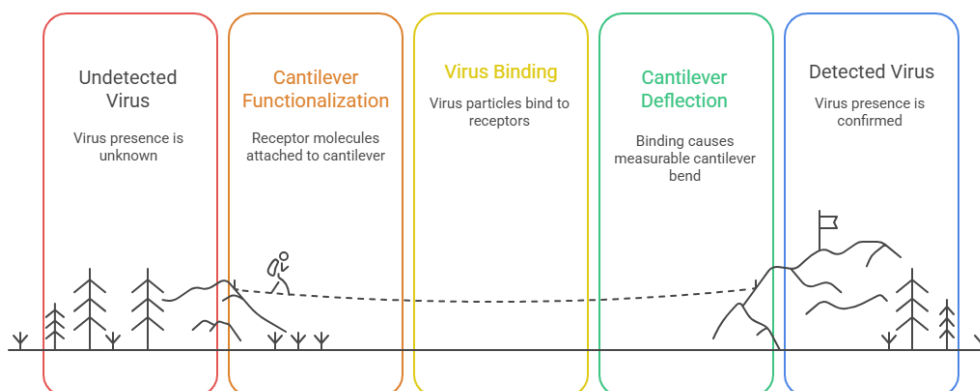 Undetected
Virus
Virus presence is
unknown
Cantilever
Functionalization
Receptor molecules
attached to cantilever
Virus Binding
Virus particles bind to
receptors
Cantilever
Deflection
Binding causes
measurable cantilever
bend
Detected Virus
Virus presence is
confirmed